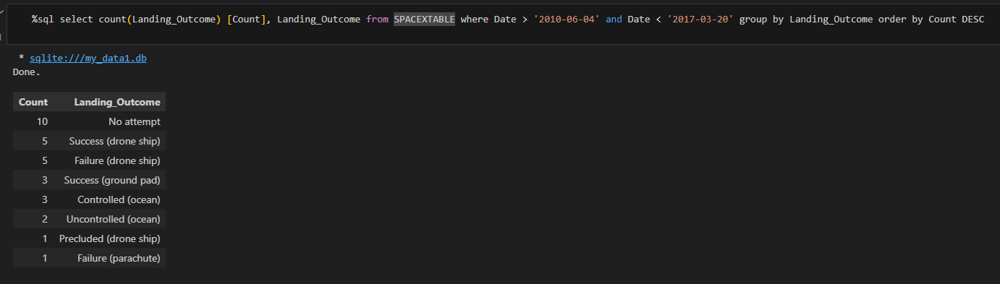 %sql select count(Landing_Outcome) [Count], Landing_Outcome from SPACEXTABLE where Date > '2010-06-04' and Date < '2017-03-20' group by Landing_Outcome order by Count DESC
* sqlite:///my_data1.db
Done.
Count Landing_Outcome
10 No attempt
5 Success (drone ship)
5 Failure (drone ship)
3 Success (ground pad)
3 Controlled (ocean)
2 Uncontrolled (ocean)
1 Precluded (drone ship)
1 Failure (parachute)